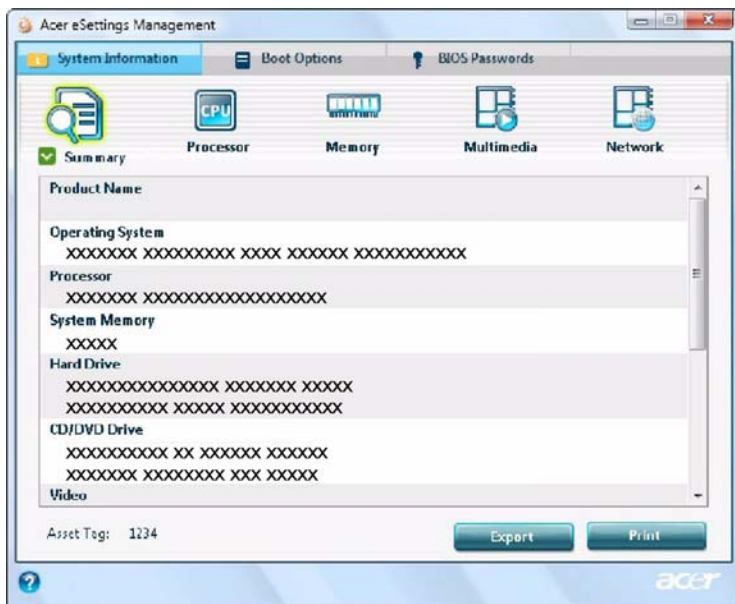 Acer eSettings Management
System Information
Boot Options
BIOS Passwords
CPU
Summary
Processor
Memory
Multimedia
Network
Product Name
Operating System
XXXXXXX XXXXXXXXX XXXX XXXXXX XXXXXXXXXXX
Processor
XXXXXXX XXXXXXXXXXXXXXXXXX
System Memory
XXXXX
Hard Drive
XXXXXXXXXXXXXXX XXXXXXX XXXXX
XXXXXXXXXX XXXXX XXXXXXXXXXX
CD/DVD Drive
XXXXXXXXXX XX XXXXXX XXXXXX
XXXXXXX XXXXXXXX XXX XXXXX
Video
Asset Tag: 1234
Export
Print
?
acer